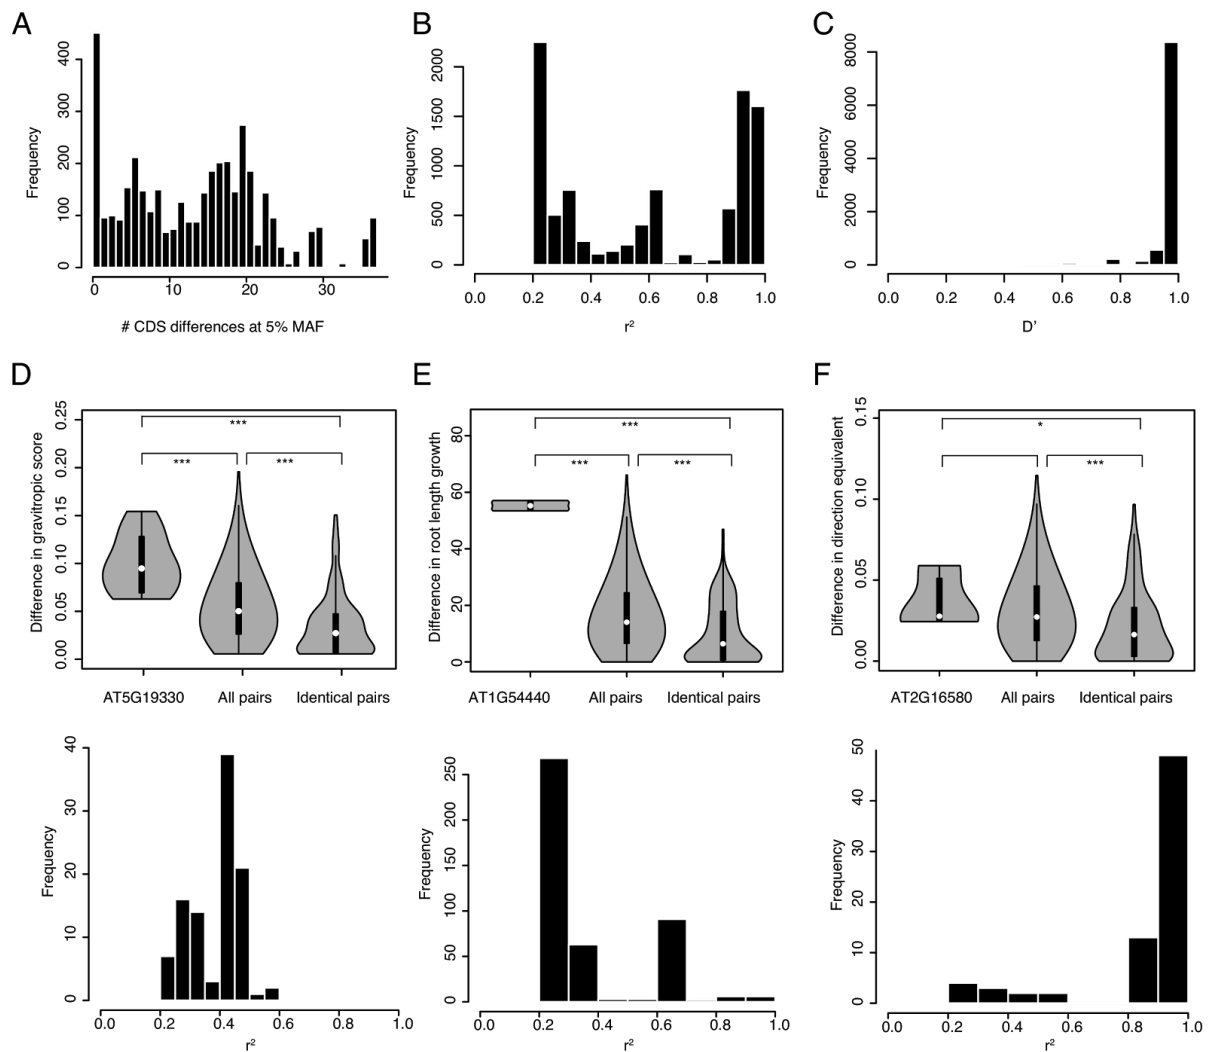 A
B
C
Frequency
0 100 200 300 400
0 10 20 30
# CDS differences at 5% MAF
Frequency
0 500 1000 1500 2000
0.0 0.2 0.4 0.6 0.8 1.0
r²
Frequency
0 2000 4000 6000 8000
0.0 0.2 0.4 0.6 0.8 1.0
D’
D
E
F
Difference in gravitropic score
0.00 0.05 0.10 0.15 0.20 0.25
***
*** ***
AT5G19330 All pairs Identical pairs
Difference in root length growth
0 20 40 60 80
***
*** ***
AT1G54440 All pairs Identical pairs
Difference in direction equivalent
0.00 0.05 0.10 0.15
*
***
AT2G16580 All pairs Identical pairs
Frequency
0 10 20 30 40
0.0 0.2 0.4 0.6 0.8 1.0
r²
Frequency
0 50 100 150 200 250
0.0 0.2 0.4 0.6 0.8 1.0
r²
Frequency
0 10 20 30 40 50
0.0 0.2 0.4 0.6 0.8 1.0
r²